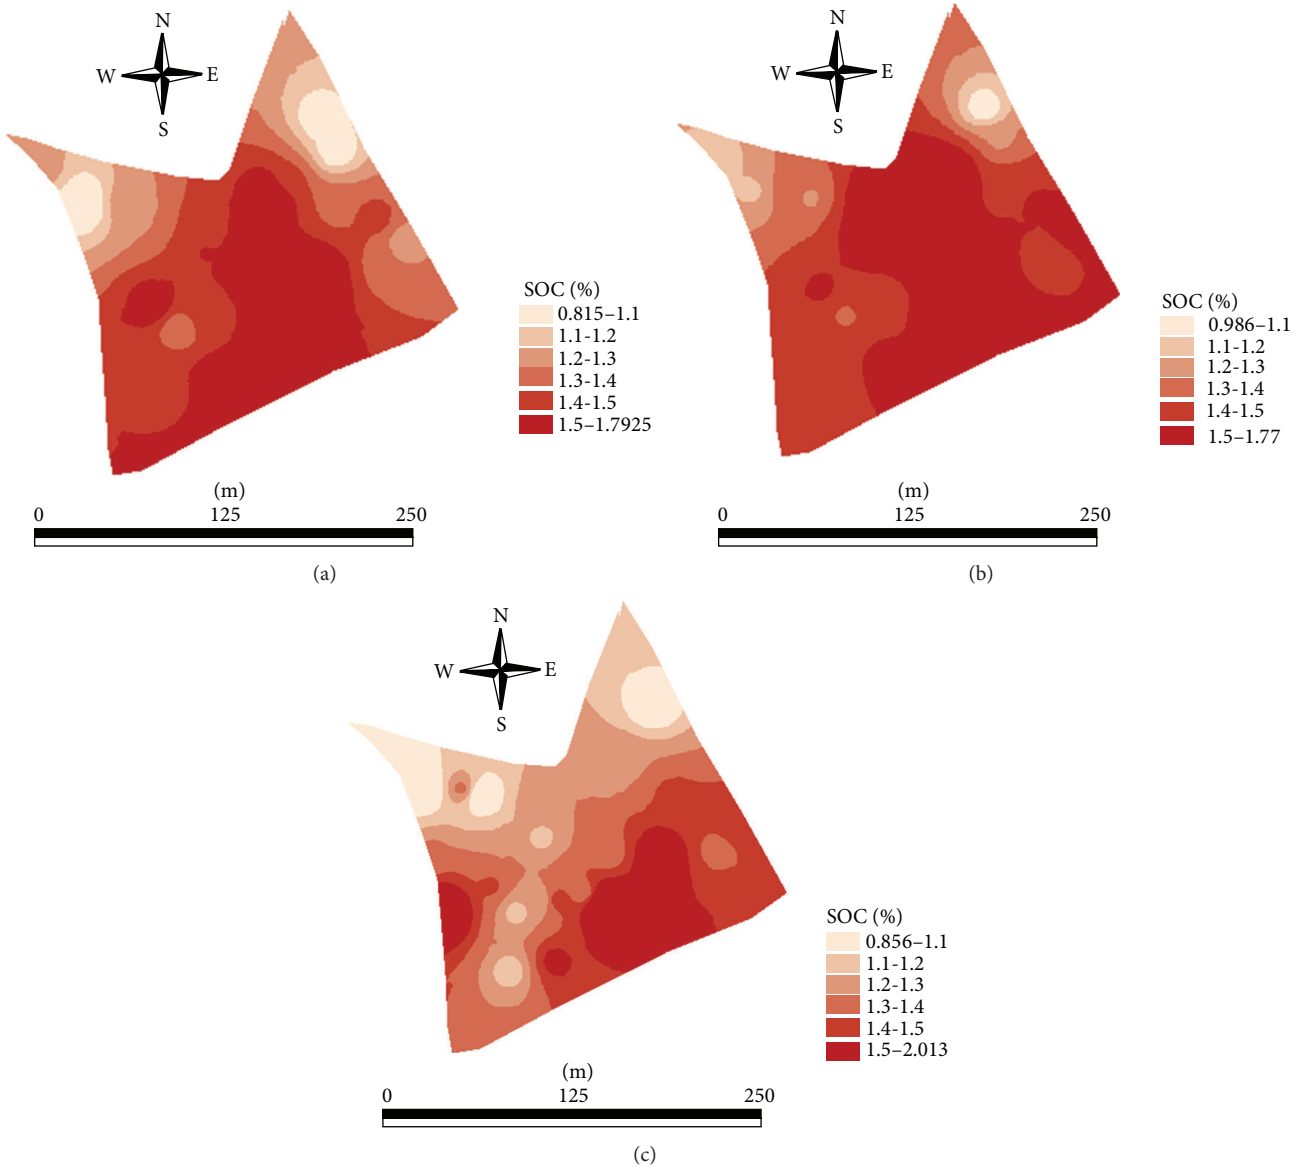 N
W E
S
SOC (%)
0.815–1.1
1.1-1.2
1.2-1.3
1.3-1.4
1.4-1.5
1.5–1.7925
(m)
0 125 250
(a)
N
W E
S
SOC (%)
0.986–1.1
1.1-1.2
1.2-1.3
1.3-1.4
1.4-1.5
1.5–1.77
(m)
0 125 250
(b)
N
W E
S
SOC (%)
0.856–1.1
1.1-1.2
1.2-1.3
1.3-1.4
1.4-1.5
1.5–2.013
(m)
0 125 250
(c)